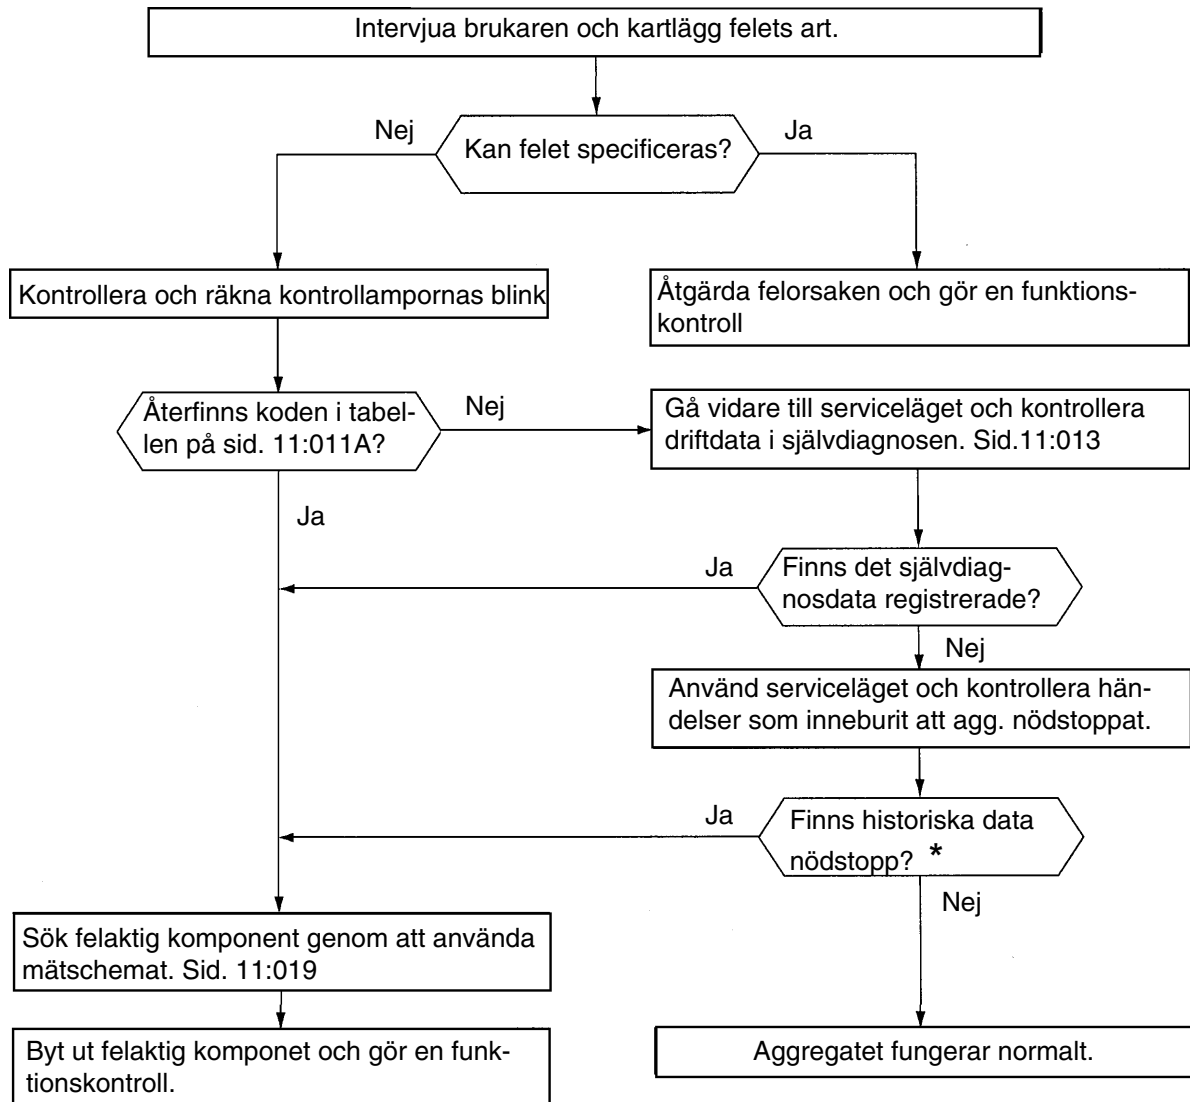 Intervjua brukaren och kartlägg felets art.
Nej
Ja
Kan felet specificeras?
Kontrollera och räkna kontrollampornas blink
Åtgärda felorsaken och gör en funktions-
kontroll
Återfinns koden i tabel-
len på sid. 11:011A?
Nej
Gå vidare till serviceläget och kontrollera
driftdata i självdiagnosen. Sid.11:013
Ja
Ja
Finns det självdiag-
nosdata registrerade?
Nej
Använd serviceläget och kontrollera hän-
delser som inneburit att agg. nödstoppat.
Ja
Finns historiska data
nödstopp? *
Nej
Sök felaktig komponent genom att använda
mätschemat. Sid. 11:019
Byt ut felaktig komponet och gör en funk-
tionskontroll.
Aggregatet fungerar normalt.